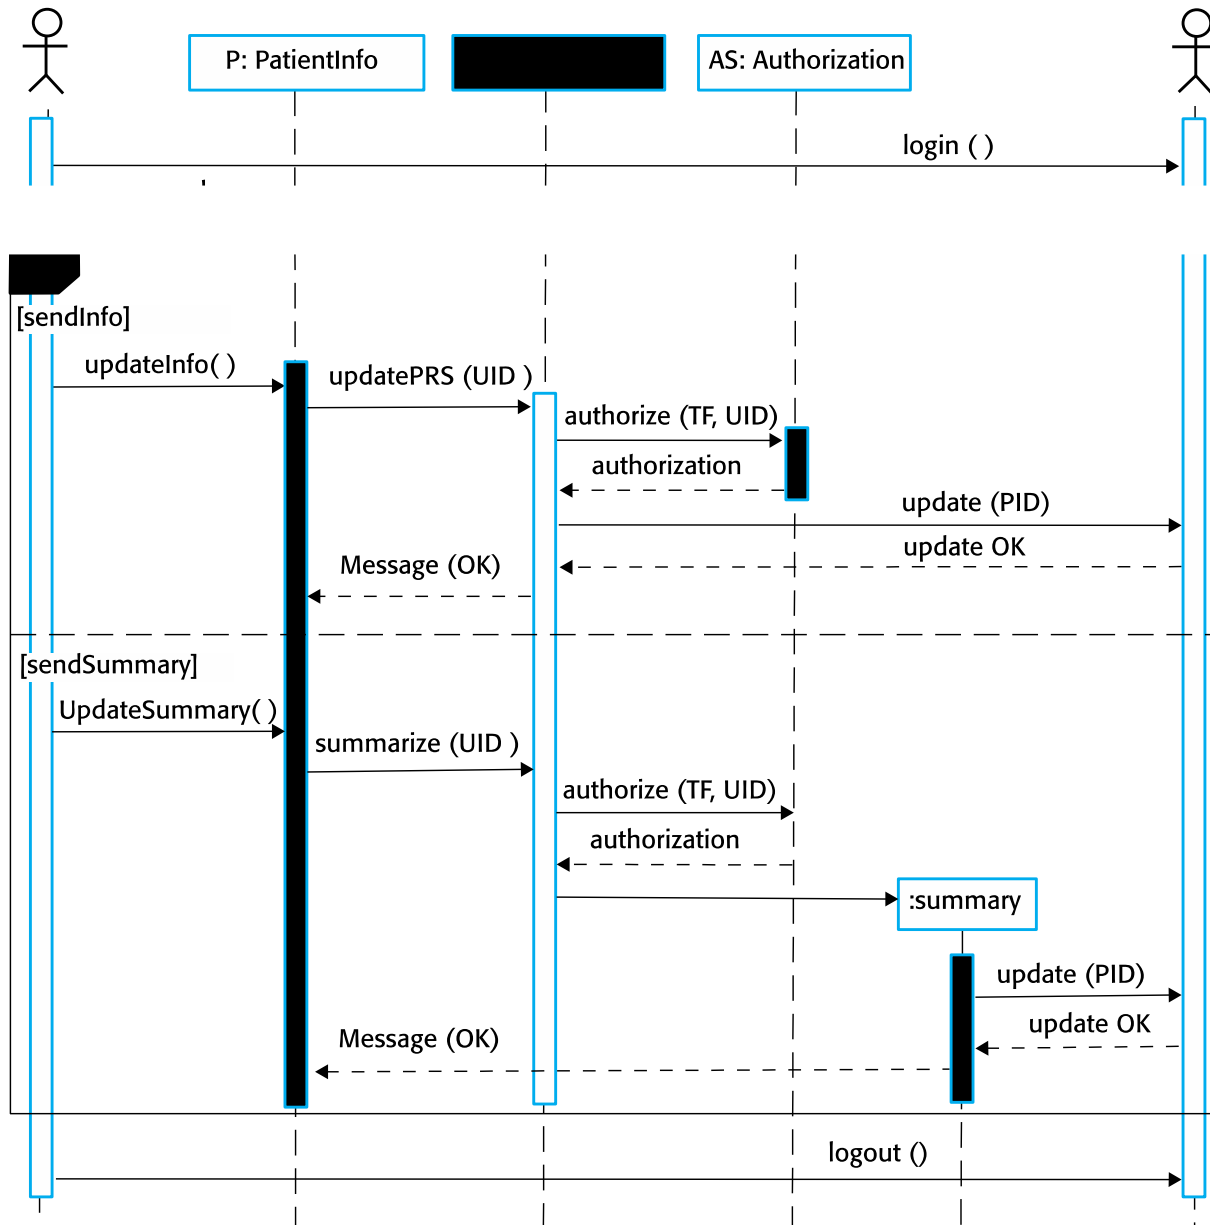 P: PatientInfo
AS: Authorization
login ( )
[sendInfo]
updateInfo( )
updatePRS (UID )
authorize (TF, UID)
authorization
update (PID)
update OK
Message (OK)
[sendSummary]
UpdateSummary( )
summarize (UID )
authorize (TF, UID)
authorization
:summary
update (PID)
update OK
Message (OK)
logout ()